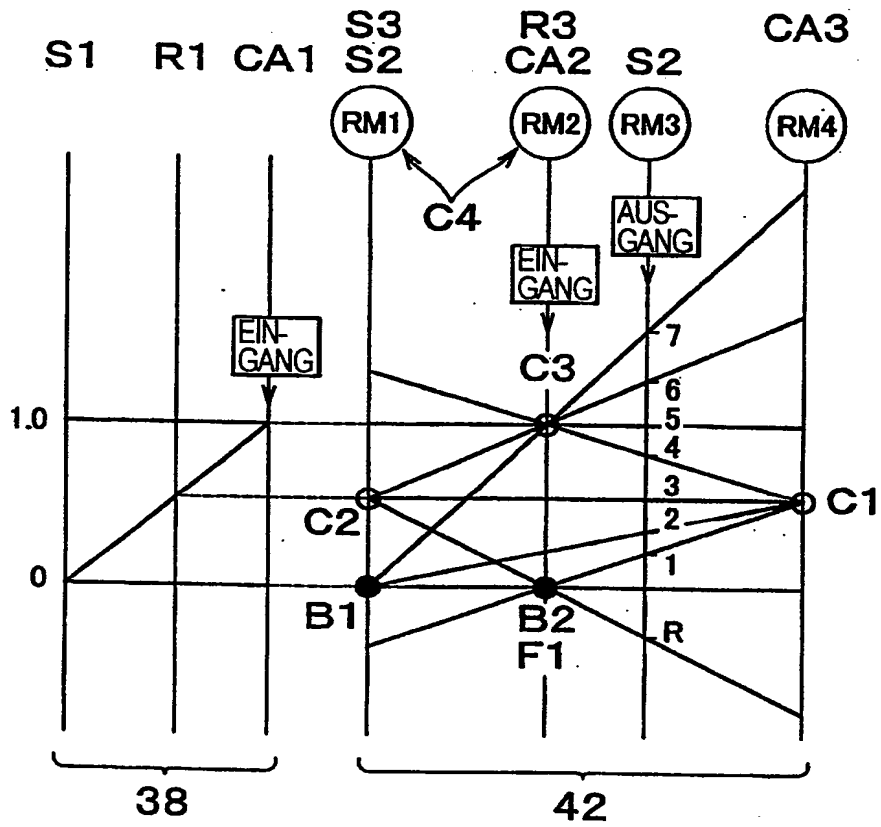 S3 R3 CA3
S1 R1 CA1 S2 CA2 S2
RM1 RM2 RM3 RM4
C4
AUS-
GANG
EIN-
GANG
EIN-
GANG
7
C3
6
1.0
5
4
3
C2
C1
2
1
0
B1
B2
R
F1
38
42